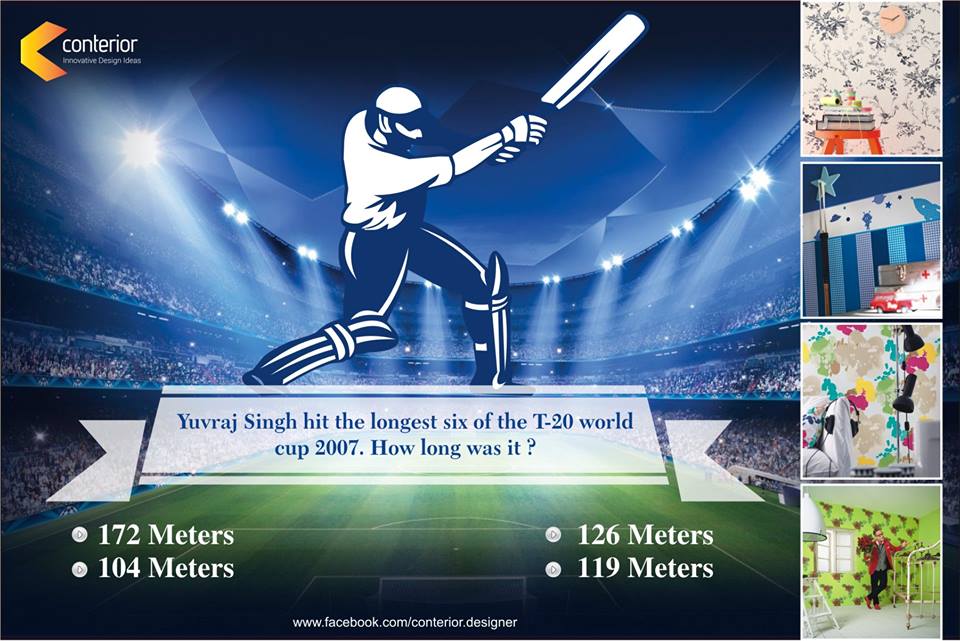 conterior
Innovative Design Ideas
Yuvraj Singh hit the longest six of the T-20 world
cup 2007. How long was it ?
172 Meters
104 Meters
126 Meters
119 Meters
www.facebook.com/conterior.designer